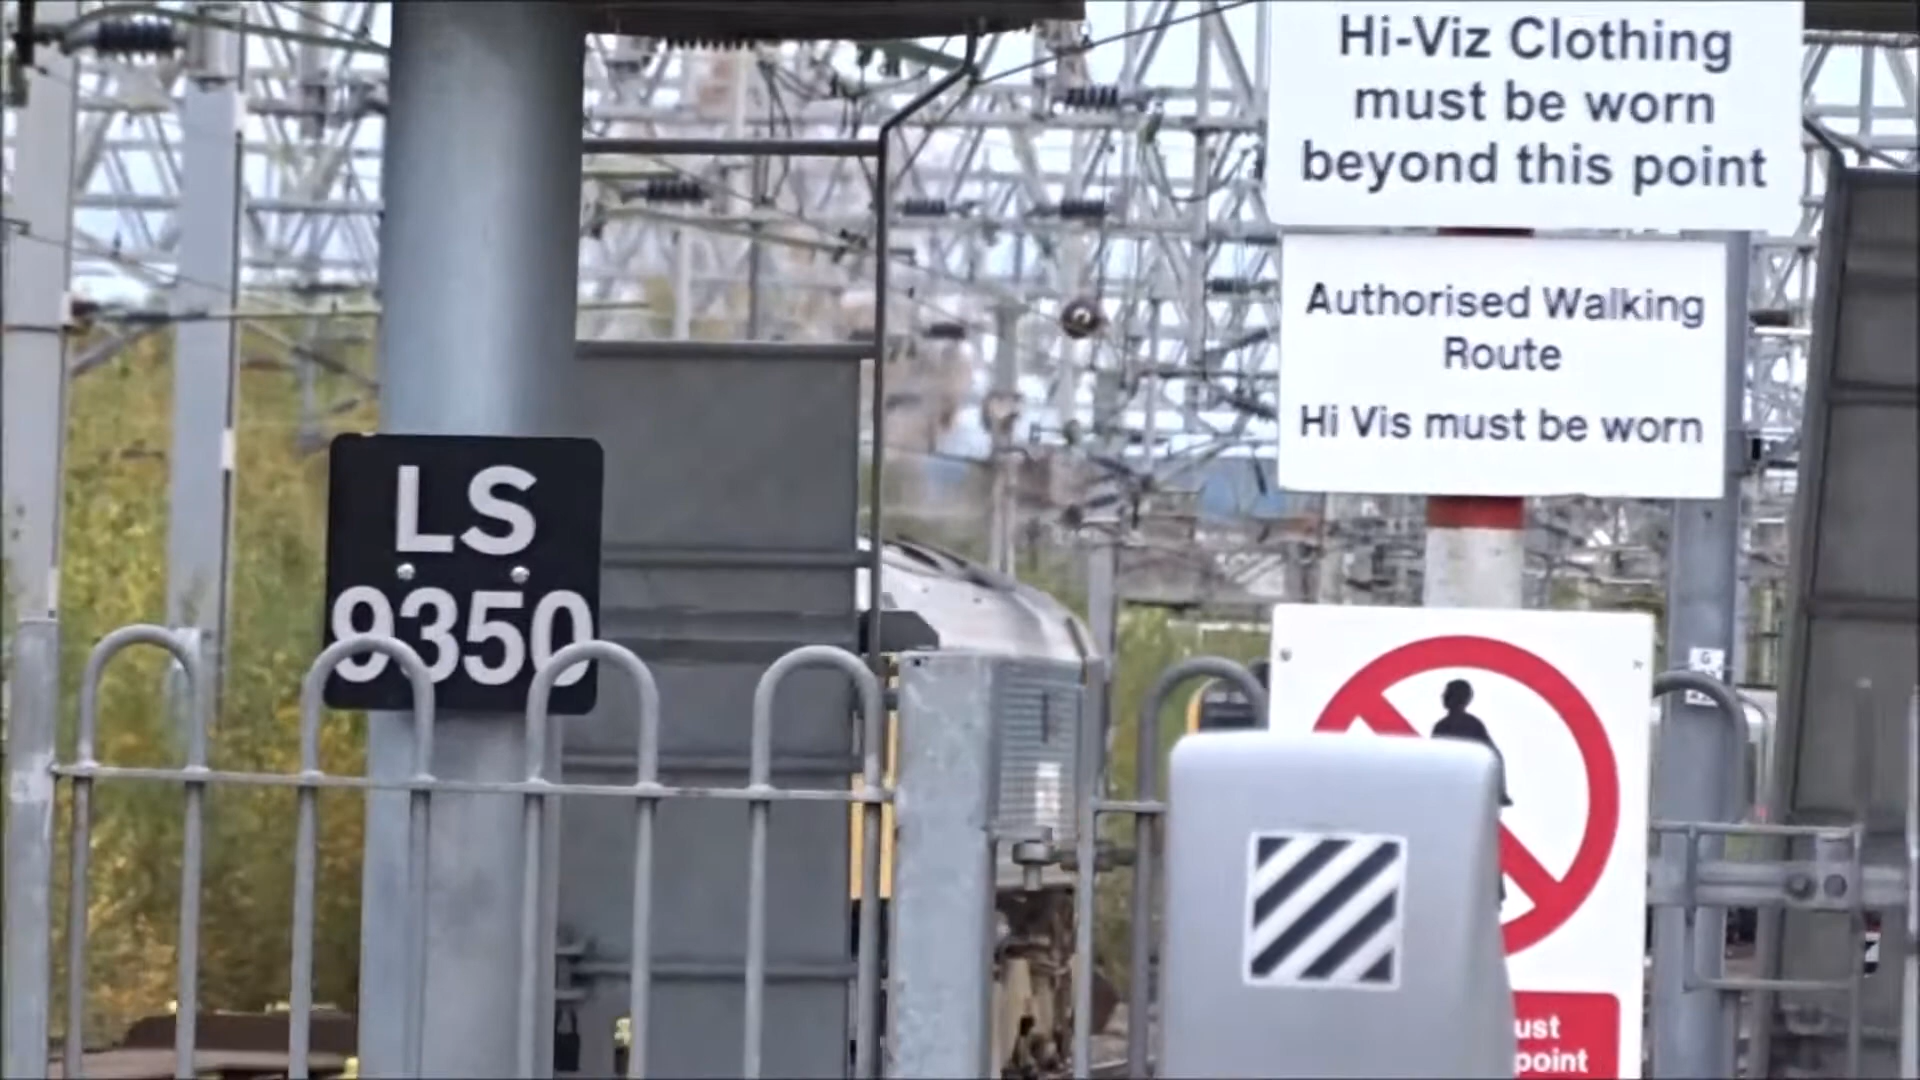 Hi-Viz Clothing
must be worn
beyond this point
Authorised Walking
Route
Hi Vis must be worn
LS
9350
point